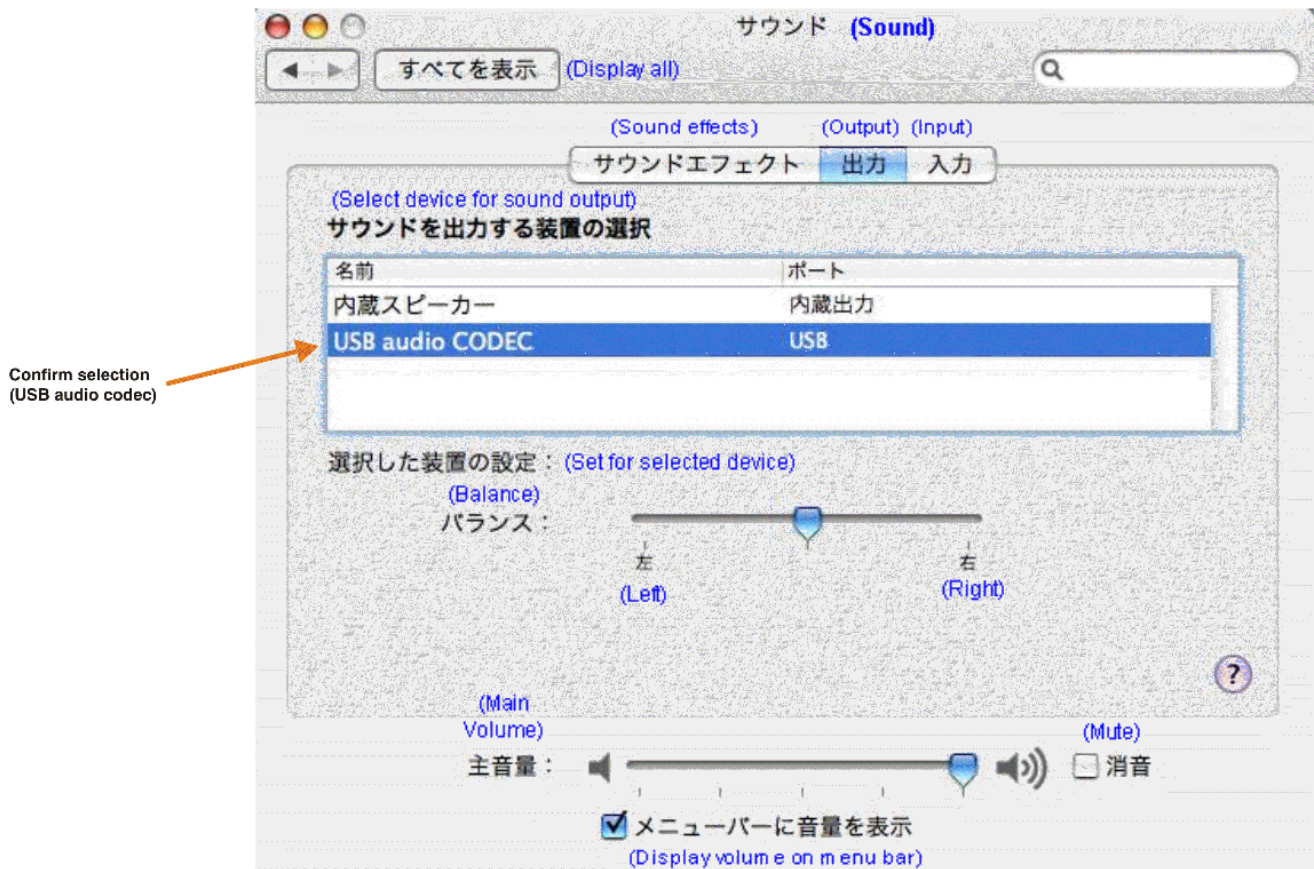 サウンド (Sound)
すべてを表示 (Display all)
(Sound effects) (Output) (Input)
サウンドエフェクト 出力 入力
(Select device for sound output)
サウンドを出力する装置の選択
名前 ポート
内蔵スピーカー 内蔵出力
USB audio CODEC USB
Confirm selection
(USB audio codec)
選択した装置の設定： (Set for selected device)
(Balance)
バランス：
左 右
(Left) (Right)
?
(Main
Volume) (Mute)
主音量： 消音
メニューバーに音量を表示
(Display volume on menu bar)